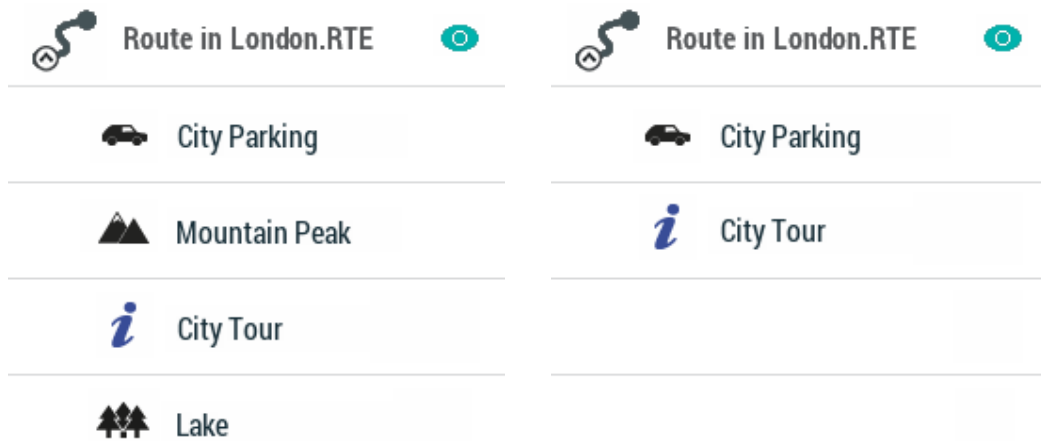 Route in London.RTE
City Parking
Mountain Peak
City Tour
Lake
Route in London.RTE
City Parking
City Tour